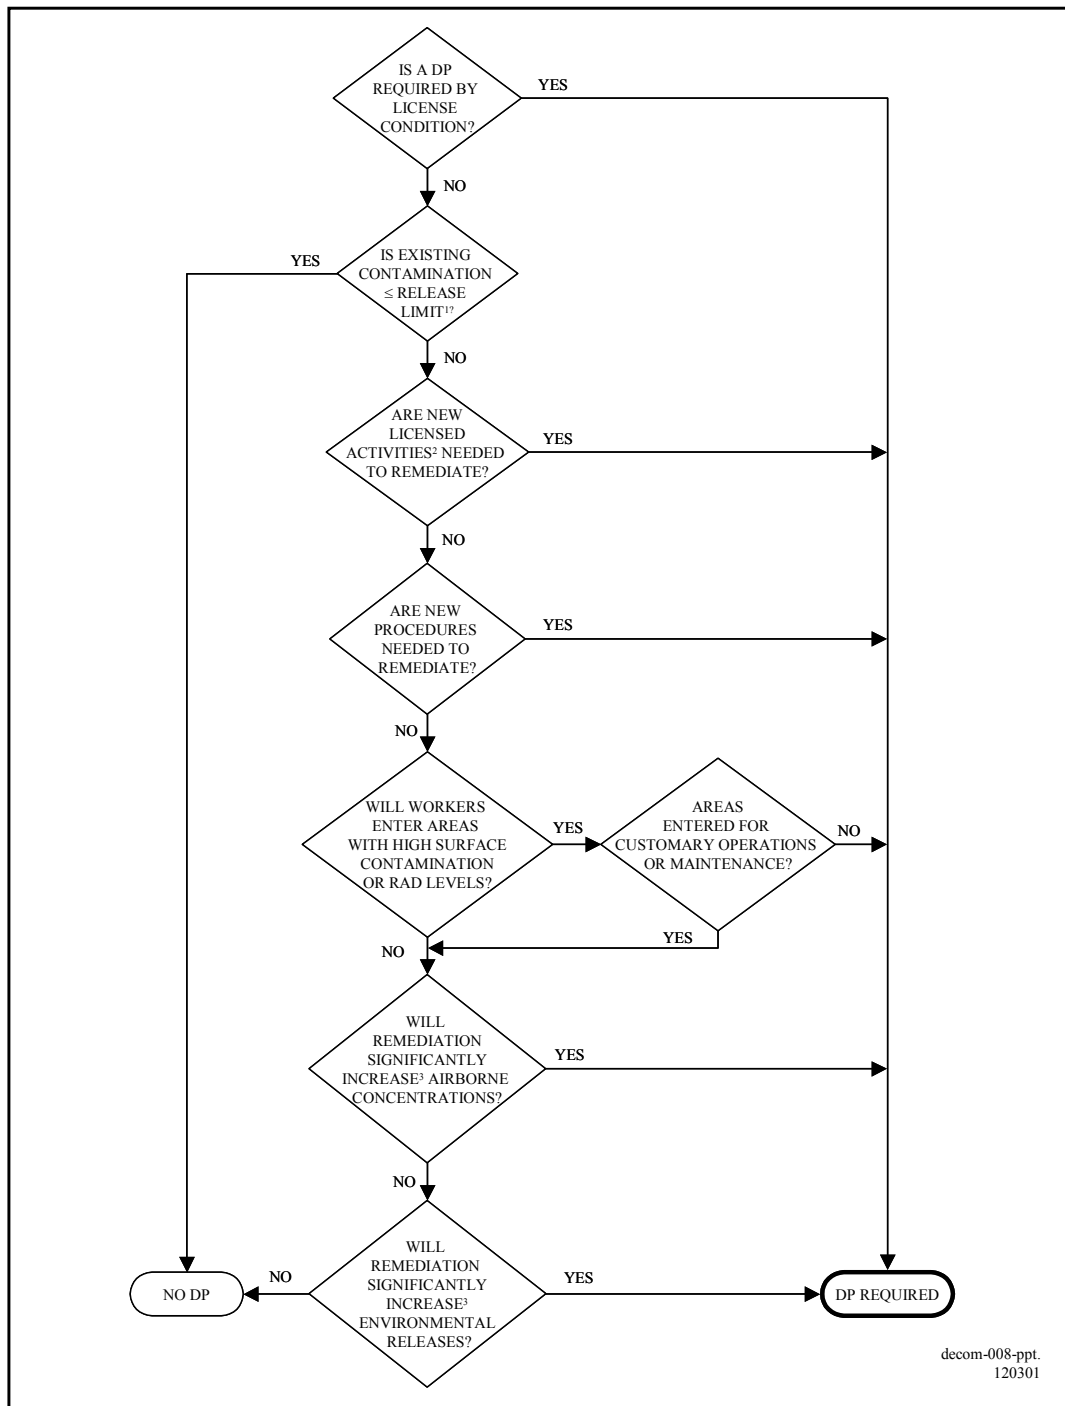 IS A DP
REQUIRED BY
LICENSE
CONDITION?
YES
NO
IS EXISTING
CONTAMINATION
≤ RELEASE
LIMIT¹?
YES
NO
ARE NEW
LICENSED
ACTIVITIES² NEEDED
TO REMEDIATE?
YES
NO
ARE NEW
PROCEDURES
NEEDED TO
REMEDIATE?
YES
NO
WILL WORKERS
ENTER AREAS
WITH HIGH SURFACE
CONTAMINATION
OR RAD LEVELS?
YES
AREAS
ENTERED FOR
CUSTOMARY OPERATIONS
OR MAINTENANCE?
NO
YES
NO
WILL
REMEDIATION
SIGNIFICANTLY
INCREASE³ AIRBORNE
CONCENTRATIONS?
YES
NO
WILL
REMEDIATION
SIGNIFICANTLY
INCREASE³
ENVIRONMENTAL
RELEASES?
NO
YES
NO DP
DP REQUIRED
decom-008-ppt.
120301